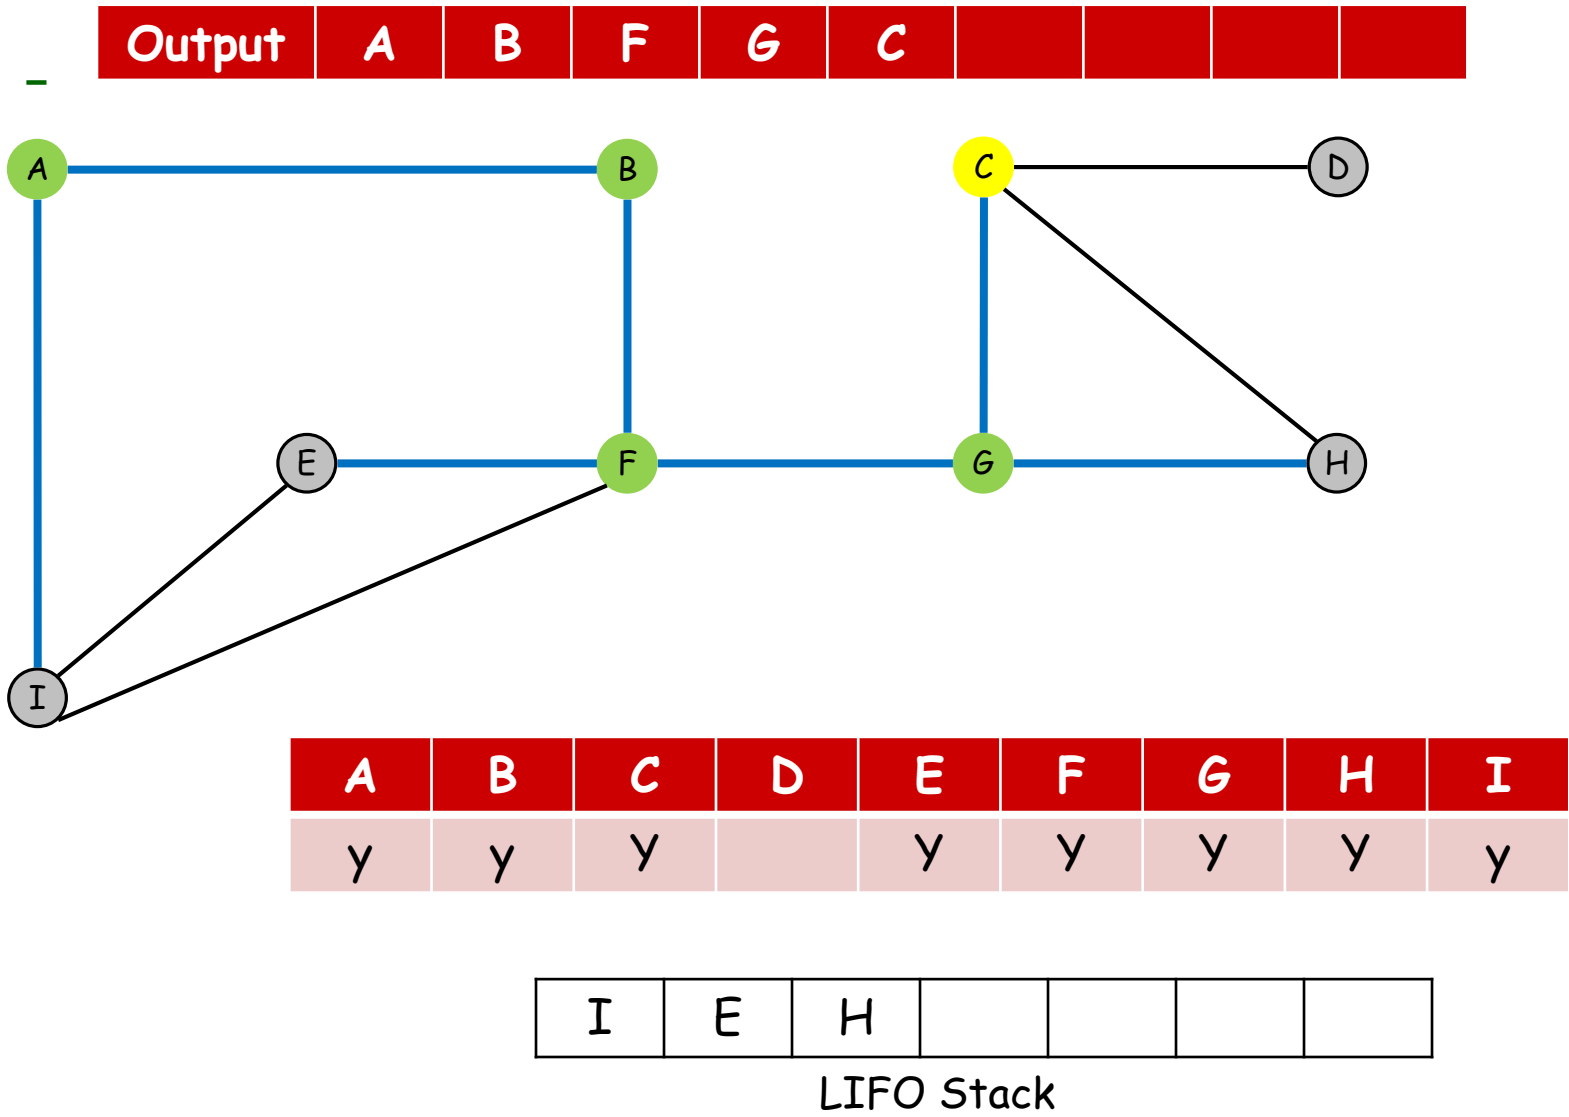 Output A B F G C
–
A B C D
E F G H
I
A B C D E F G H I
y y y y y y y y
I E H
LIFO Stack